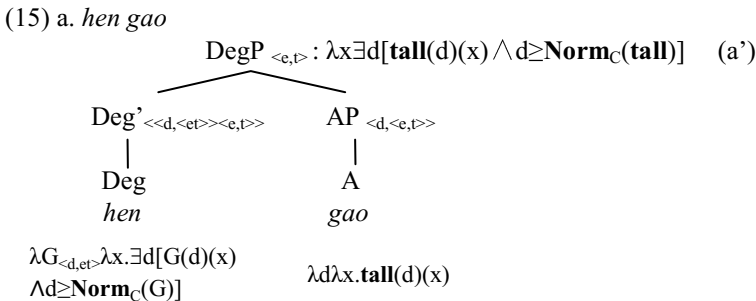 (15) a. hen gao
DegP <e,t> : λx∃d[tall(d)(x) ∧ d≥NormC(tall)] (a’)
Deg’ <<d,<et>><e,t>> AP <d,<e,t>>
Deg A
hen gao
λG<d,et>λx.∃d[G(d)(x)
∧d≥NormC(G)] λdλx.tall(d)(x)